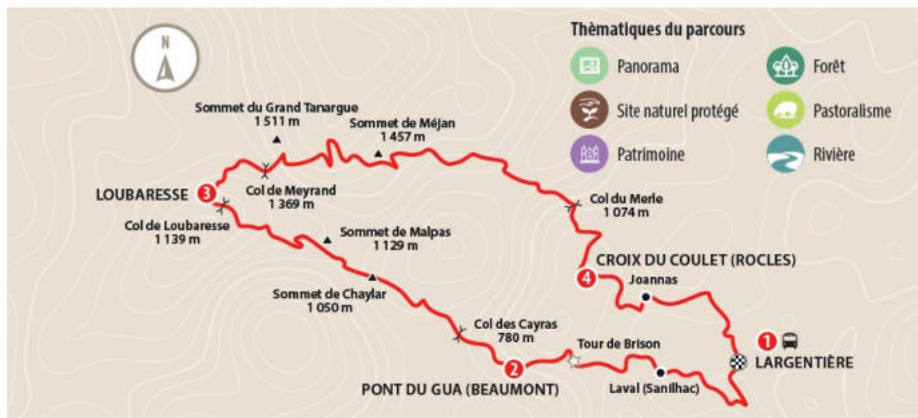 N
Thèmatiques du parcours
Panorama
Forêt
Site naturel protégé
Pastoralisme
Patrimoine
Rivière
Sommet du Grand Tanargue
1 511 m
Sommet de Méjan
1 457 m
LOUBARESSE
3
Col de Meyrand
1 369 m
Col du Merle
1 074 m
Col de Loubaresse
1 139 m
Sommet de Malpas
1 129 m
CROIX DU COULET (ROCLES)
4
Joannas
Sommet de Chaylar
1 050 m
Col des Cayras
780 m
Tour de Brison
1
LARGENTIÈRE
2
PONT DU GUA (BEAUMONT)
Laval (Sanilhac)